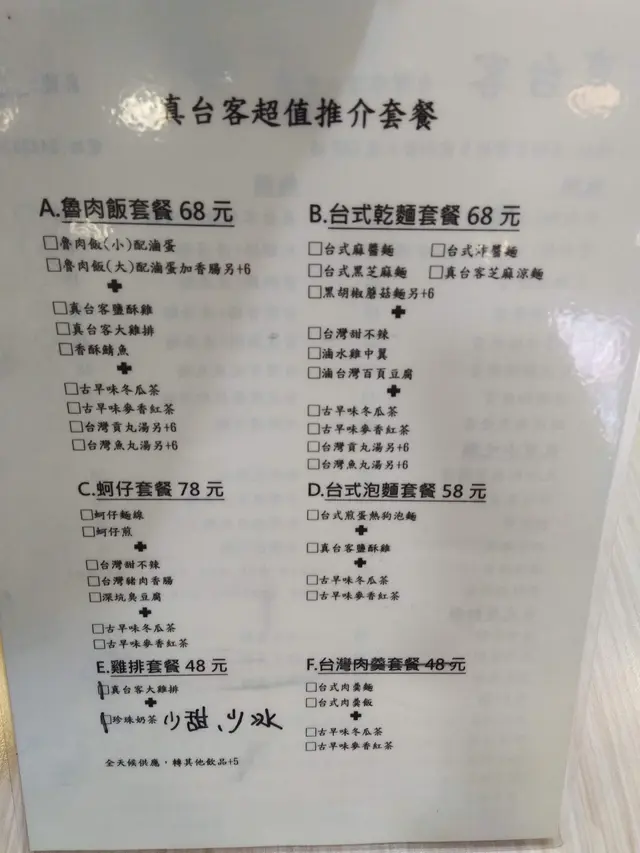 真台客超值推介套餐
A.魯肉飯套餐 68 元
□魯肉飯(小)配滷蛋
□魯肉飯(大)配滷蛋加香腸另+6
✚
□真台客鹽酥雞
□真台客大雞排
□香酥鯖魚
✚
□古早味冬瓜茶
□古早味麥香紅茶
□台灣貢丸湯另+6
□台灣魚丸湯另+6
B.台式乾麵套餐 68 元
□台式麻醬麵 □台式炸醬麵
□台式黑芝麻麵 □真台客芝麻涼麵
□黑胡椒蘑菇麵另+6
✚
□台灣甜不辣
□滷水雞中翼
□滷台灣百頁豆腐
✚
□古早味冬瓜茶
□古早味麥香紅茶
□台灣貢丸湯另+6
□台灣魚丸湯另+6
C.蚵仔套餐 78 元
□蚵仔麵線
□蚵仔煎
✚
□台灣甜不辣
□台灣豬肉香腸
□深坑臭豆腐
✚
□古早味冬瓜茶
□古早味麥香紅茶
D.台式泡麵套餐 58 元
□台式煎蛋熱狗泡麵
✚
□真台客鹽酥雞
✚
□古早味冬瓜茶
□古早味麥香紅茶
E.雞排套餐 48 元
□真台客大雞排
✚
□珍珠奶茶 少甜、少冰
全天候供應，轉其他飲品+5
F.台灣肉羹套餐 48 元
□台式肉羹麵
□台式肉羹飯
✚
□古早味冬瓜茶
□古早味麥香紅茶